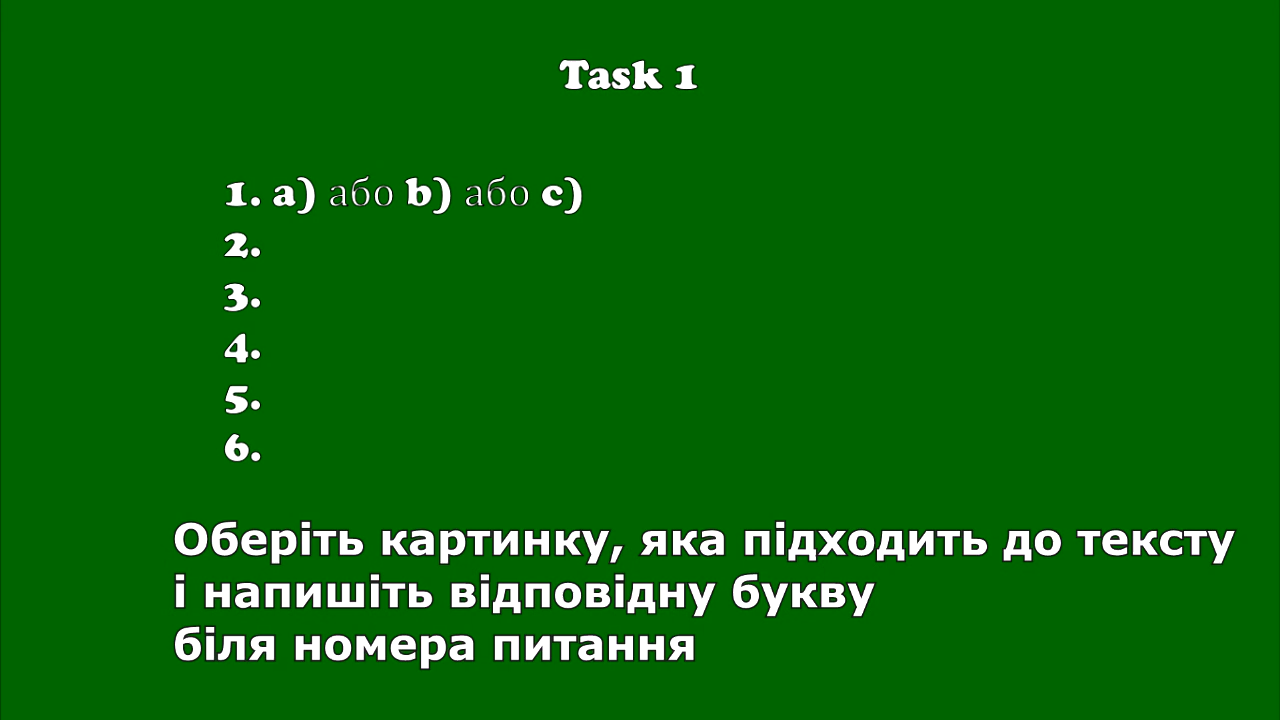 Task 1
1. a) або b) або c)
2.
3.
4.
5.
6.
Оберіть картинку, яка підходить до тексту
і напишіть відповідну букву
біля номера питання